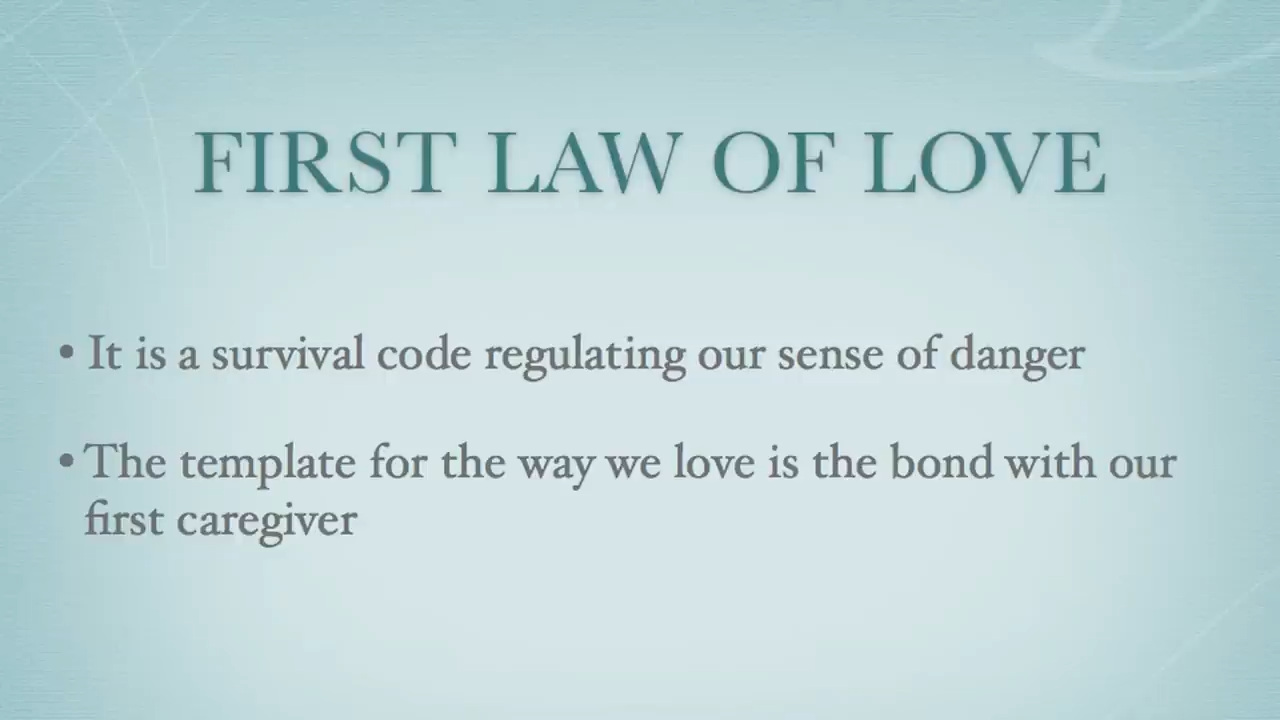 FIRST LAW OF LOVE
• It is a survival code regulating our sense of danger
• The template for the way we love is the bond with our
first caregiver